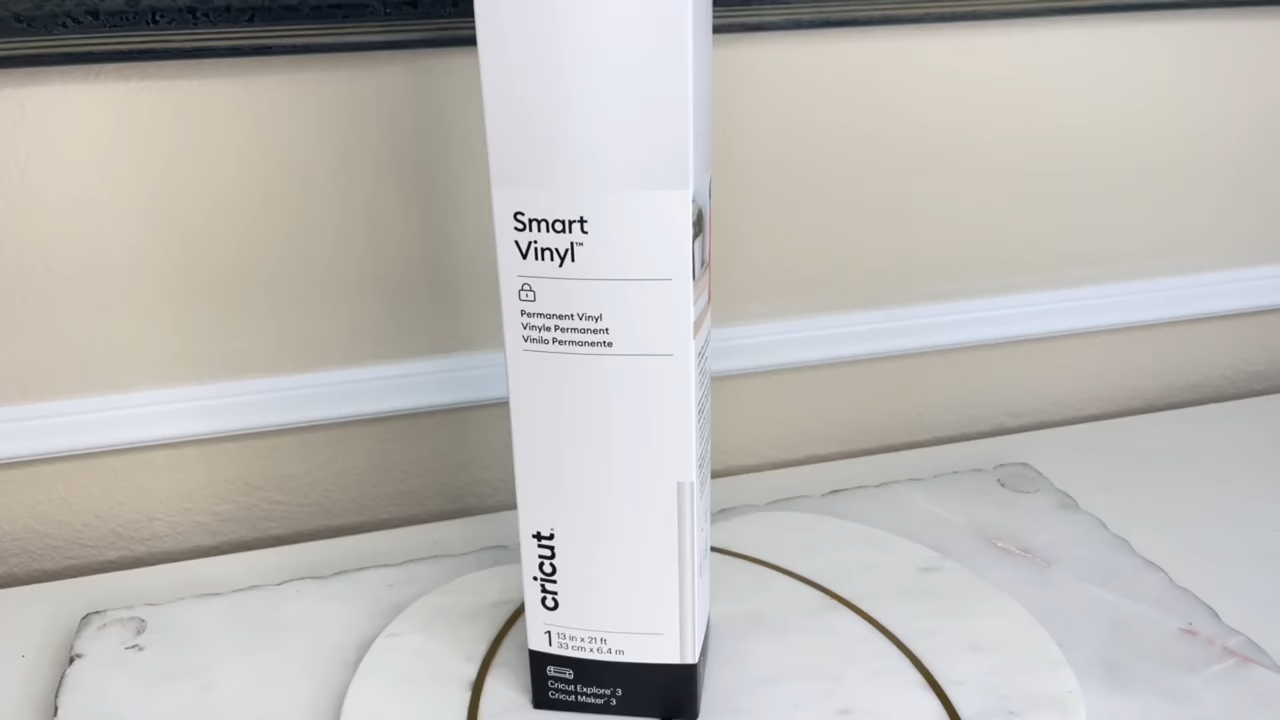 Smart
Vinyl™
Permanent Vinyl
Vinyle Permanent
Vinilo Permanente
cricut®
1 13 in x 21 ft
33 cm x 6.4 m
Cricut Explore® 3
Cricut Maker® 3